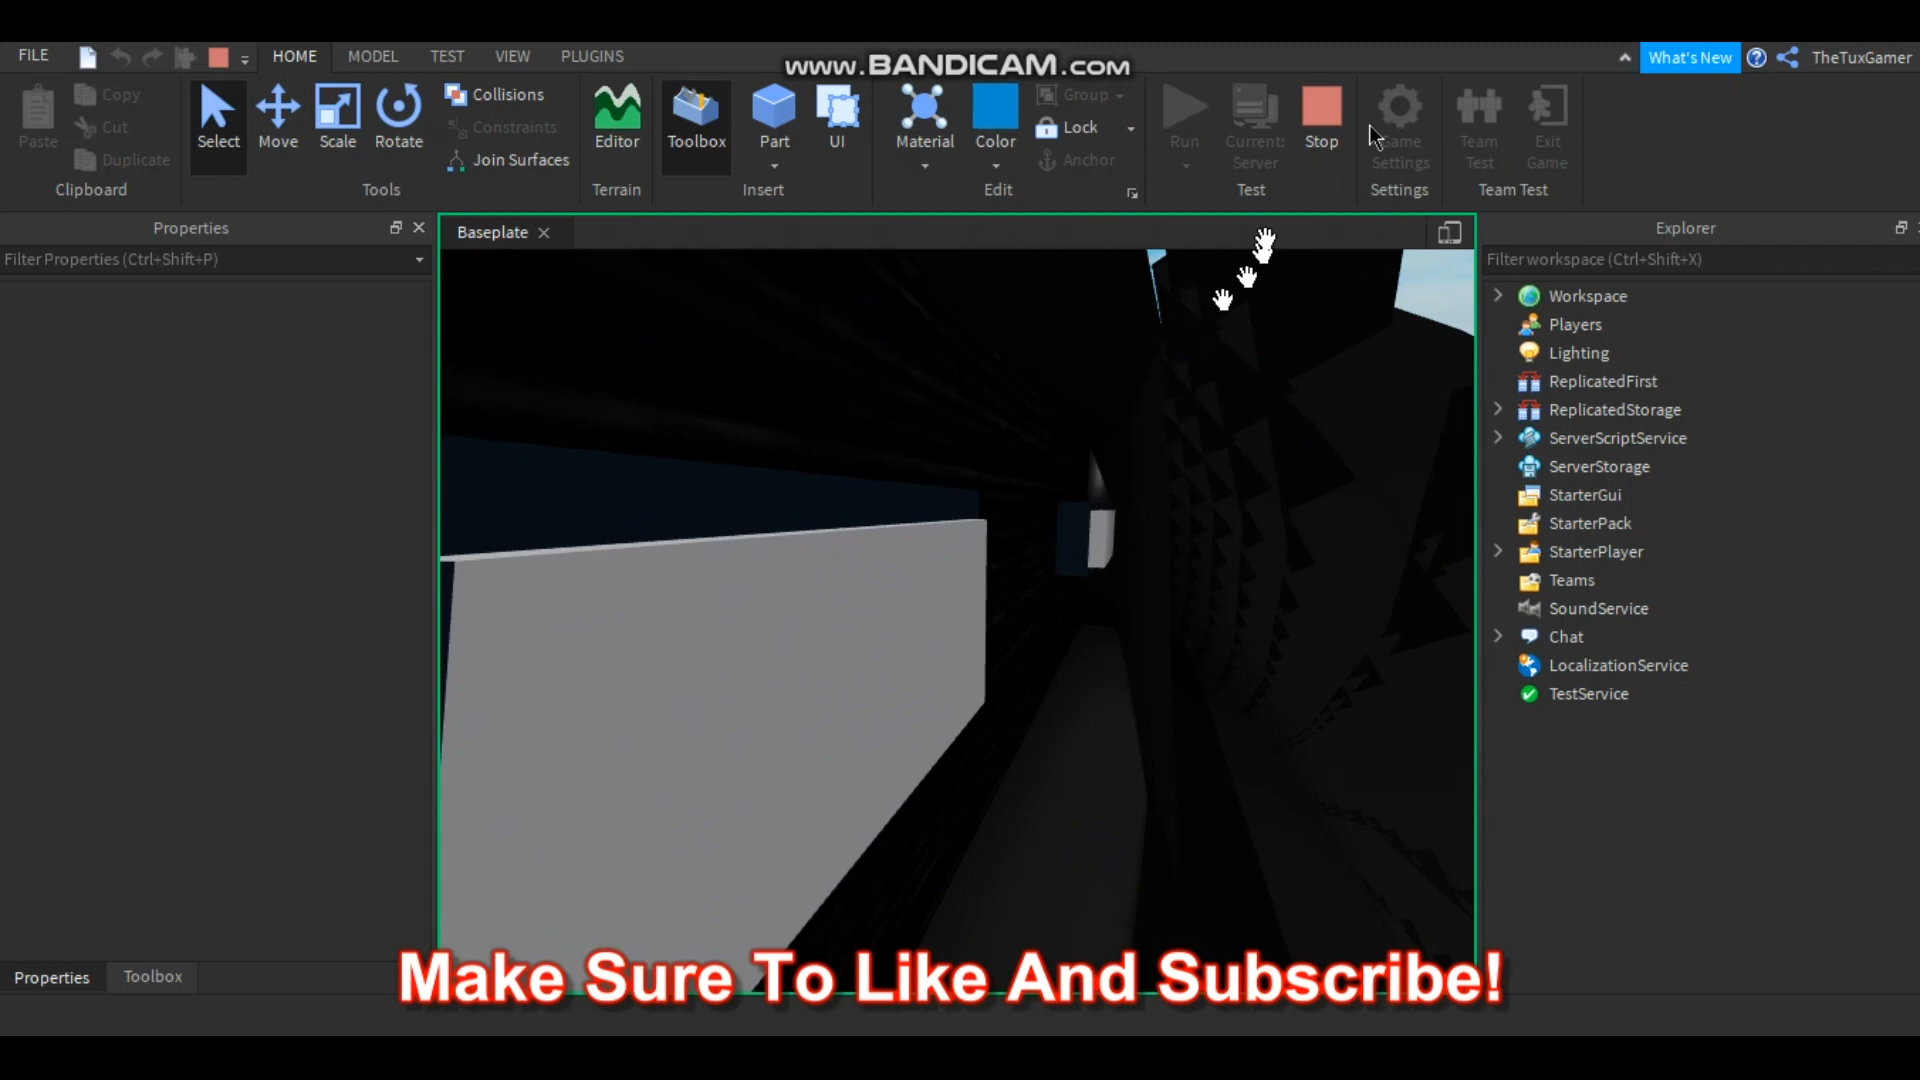 FILE HOME MODEL TEST VIEW PLUGINS What's New TheTuxGamer
www.BANDICAM.com
Paste Copy Cut Duplicate
Clipboard
Select Move Scale Rotate Collisions Constraints Join Surfaces
Tools
Editor
Terrain
Toolbox Part UI
Insert
Material Color Group Lock Anchor
Edit
Run Current: Server Stop
Test
Game Settings
Settings
Team Test Exit Game
Team Test
Properties
Filter Properties (Ctrl+Shift+P)
Baseplate
Explorer
Filter workspace (Ctrl+Shift+X)
Workspace
Players
Lighting
ReplicatedFirst
ReplicatedStorage
ServerScriptService
ServerStorage
StarterGui
StarterPack
StarterPlayer
Teams
SoundService
Chat
LocalizationService
TestService
Properties Toolbox
Make Sure To Like And Subscribe!